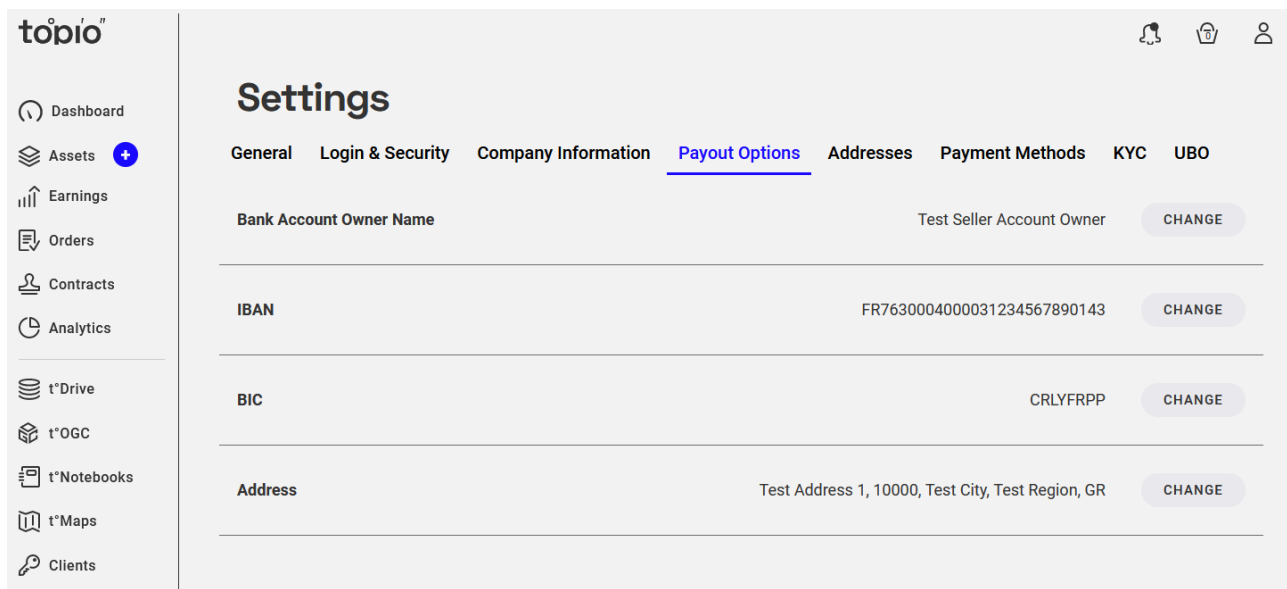 topio
Dashboard
Assets
Earnings
Orders
Contracts
Analytics
t°Drive
t°OGC
t°Notebooks
t°Maps
Clients
0
Settings
General Login & Security Company Information Payout Options Addresses Payment Methods KYC UBO
Bank Account Owner Name Test Seller Account Owner CHANGE
IBAN FR7630004000031234567890143 CHANGE
BIC CRLYFRPP CHANGE
Address Test Address 1, 10000, Test City, Test Region, GR CHANGE